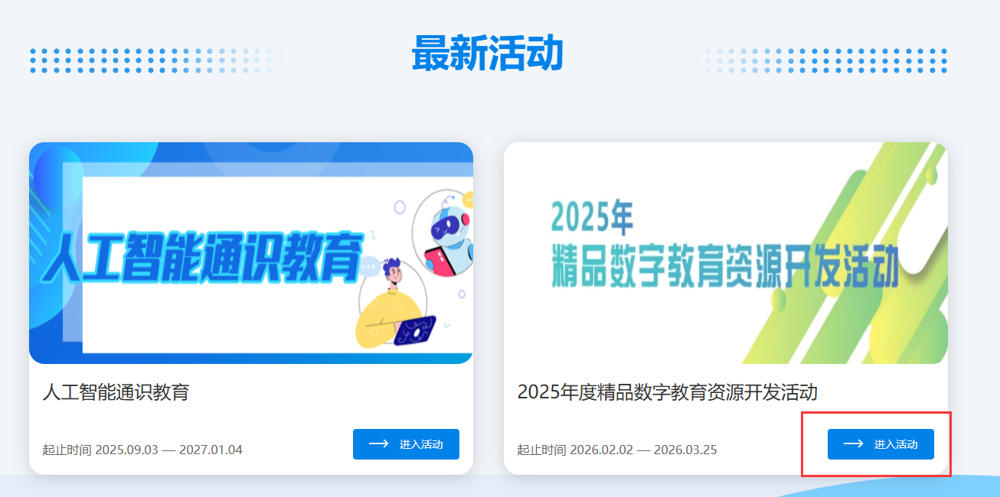 最新活动
人工智能通识教育
人工智能通识教育
起止时间 2025.09.03 — 2027.01.04
进入活动
2025年
精品数字教育资源开发活动
2025年度精品数字教育资源开发活动
起止时间 2026.02.02 — 2026.03.25
进入活动